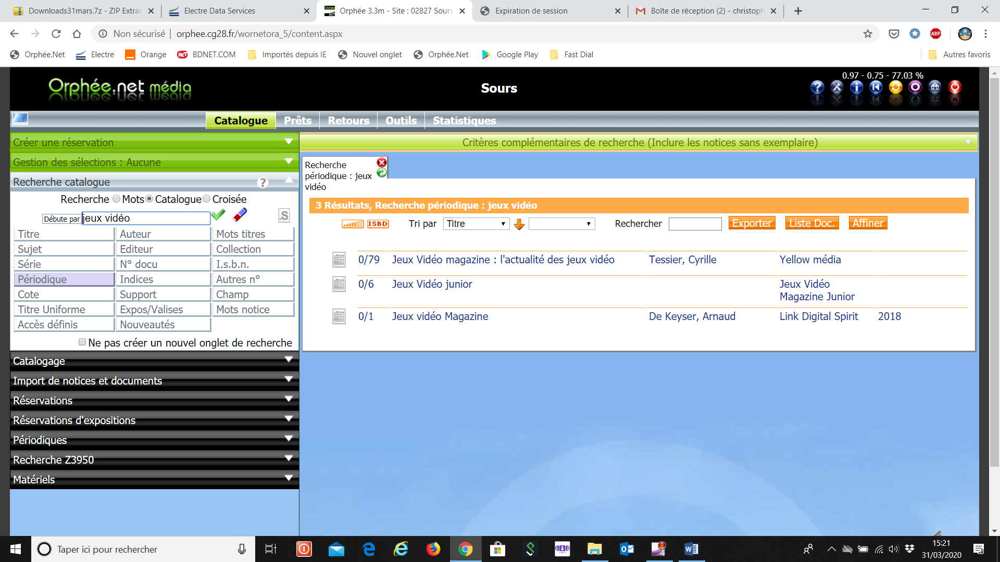 Downloads31mars.7z - ZIP Extrac
Electre Data Services
Orphée 3.3m - Site : 02827 Sours
Expiration de session
Boîte de réception (2) - christoph
Non sécurisé | orphee.cg28.fr/wornetora_5/content.aspx
ABP
Orphée.Net
Electre
Orange
BDNET.COM
Importés depuis IE
Nouvel onglet
Orphée.Net
Google Play
Fast Dial
Autres favoris
Orphée.net média
Sours
0.97 - 0.75 - 77.03 %
Catalogue
Prêts
Retours
Outils
Statistiques
Créer une réservation
Gestion des sélections : Aucune
Recherche catalogue
?
Recherche Mots Catalogue Croisée
Débute par jeux vidéo
.S
Titre Auteur Mots titres
Sujet Editeur Collection
Série N° docu I.s.b.n.
Périodique Indices Autres n°
Cote Support Champ
Titre Uniforme Expos/Valises Mots notice
Accès définis Nouveautés
Ne pas créer un nouvel onglet de recherche
Catalogage
Import de notices et documents
Réservations
Réservations d'expositions
Périodiques
Recherche Z3950
Matériels
Critères complémentaires de recherche (Inclure les notices sans exemplaire)
Recherche
périodique : jeux
vidéo
3 Résultats, Recherche périodique : jeux vidéo
ISBD Tri par Titre Rechercher Exporter Liste Doc. Affiner
0/79 Jeux Vidéo magazine : l'actualité des jeux vidéo Tessier, Cyrille Yellow média
0/6 Jeux Vidéo junior Jeux Vidéo
Magazine Junior
0/1 Jeux vidéo Magazine De Keyser, Arnaud Link Digital Spirit 2018
Taper ici pour rechercher
15:21
31/03/2020